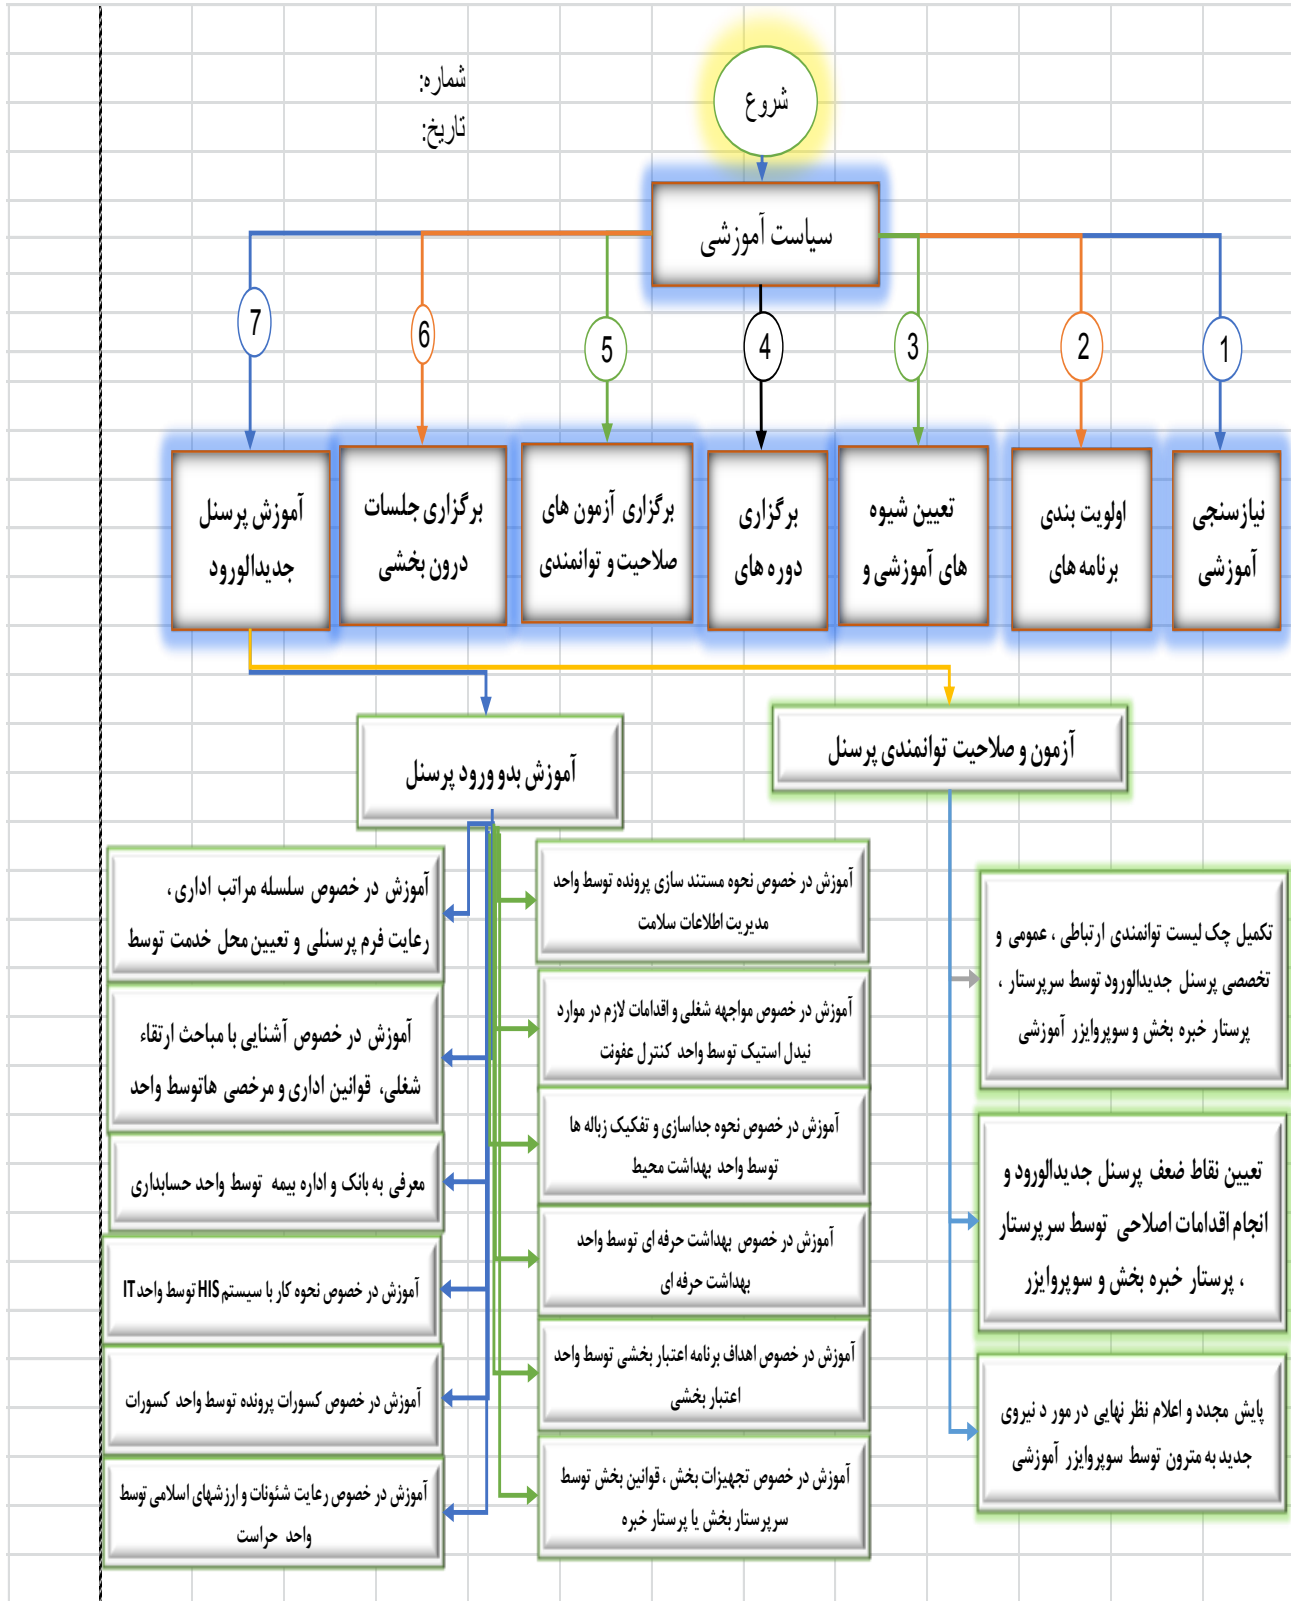 شماره:
تاریخ:
شروع
سیاست آموزشی
1
2
3
4
5
6
7
نیازسنجی
آموزشی
اولویت بندی
برنامه های
تعیین شیوه
های آموزشی و
برگزاری
دوره های
برگزاری آزمون های
صلاحیت و توانمندی
برگزاری جلسات
درون بخشی
آموزش پرسنل
جدیدالورود
آزمون و صلاحیت توانمندی پرسنل
آموزش بدو ورود پرسنل
تکمیل چک لیست توانمندی ارتباطی ، عمومی و
تخصصی پرسنل جدیدالورود توسط سرپرستار ،
پرستار خبره بخش و سوپروایزر آموزشی
تعیین نقاط ضعف پرسنل جدیدالورود و
انجام اقدامات اصلاحی توسط سرپرستار
، پرستار خبره بخش و سوپروایزر
پایش مجدد و اعلام نظر نهایی در مور د نیروی
جدید به مترون توسط سوپروایزر آموزشی
آموزش در خصوص نحوه مستند سازی پرونده توسط واحد
مدیریت اطلاعات سلامت
آموزش در خصوص مواجهه شغلی و اقدامات لازم در موارد
نیدل استیک توسط واحد کنترل عفونت
آموزش در خصوص نحوه جداسازی و تفکیک زباله ها
توسط واحد بهداشت محیط
آموزش در خصوص بهداشت حرفه ای توسط واحد
بهداشت حرفه ای
آموزش در خصوص اهداف برنامه اعتبار بخشی توسط واحد
اعتبار بخشی
آموزش در خصوص تجهیزات بخش ، قوانین بخش توسط
سرپرستار بخش یا پرستار خبره
آموزش در خصوص سلسله مراتب اداری ،
رعایت فرم پرسنلی و تعیین محل خدمت توسط
آموزش در خصوص آشنایی با مباحث ارتقاء
شغلی، قوانین اداری و مرخصی هاتوسط واحد
معرفی به بانک و اداره بیمه توسط واحد حسابداری
آموزش در خصوص نحوه کار با سیستم HIS توسط واحد IT
آموزش در خصوص کسورات پرونده توسط واحد کسورات
آموزش در خصوص رعایت شئونات و ارزشهای اسلامی توسط
واحد حراست